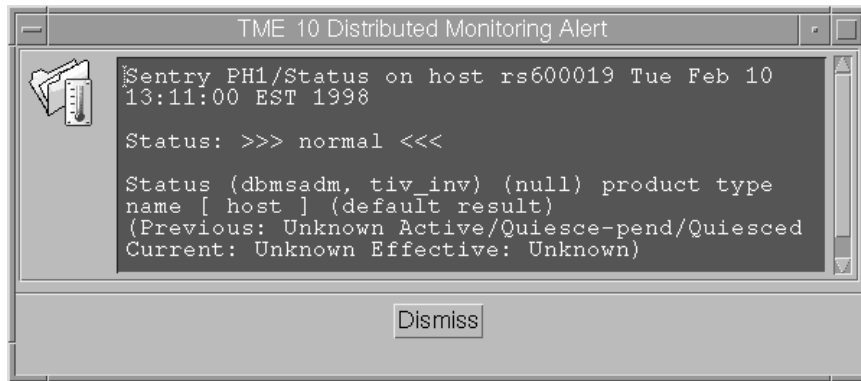 TME 10 Distributed Monitoring Alert
Sentry PH1/Status on host rs600019 Tue Feb 10
13:11:00 EST 1998
Status: >>> normal <<<
Status (dbmsadm, tiv_inv) (null) product type
name [ host ] (default result)
(Previous: Unknown Active/Quiesce-pend/Quiesced
Current: Unknown Effective: Unknown)
Dismiss